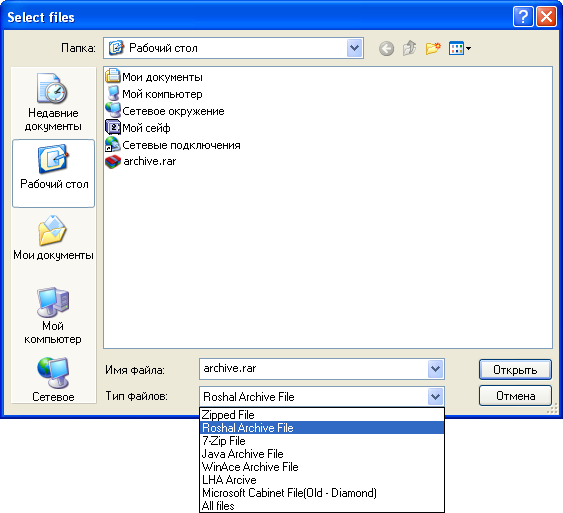 Select files
Папка:
Рабочий стол
Недавние
документы
Рабочий стол
Мои документы
Мой
компьютер
Сетевое
Мои документы
Мой компьютер
Сетевое окружение
Мой сейф
Сетевые подключения
archive.rar
Имя файла:
archive.rar
Открыть
Тип файлов:
Roshal Archive File
Отмена
Zipped File
Roshal Archive File
7-Zip File
Java Archive File
WinAce Archive File
LHA Arcive
Microsoft Cabinet File(Old - Diamond)
All files